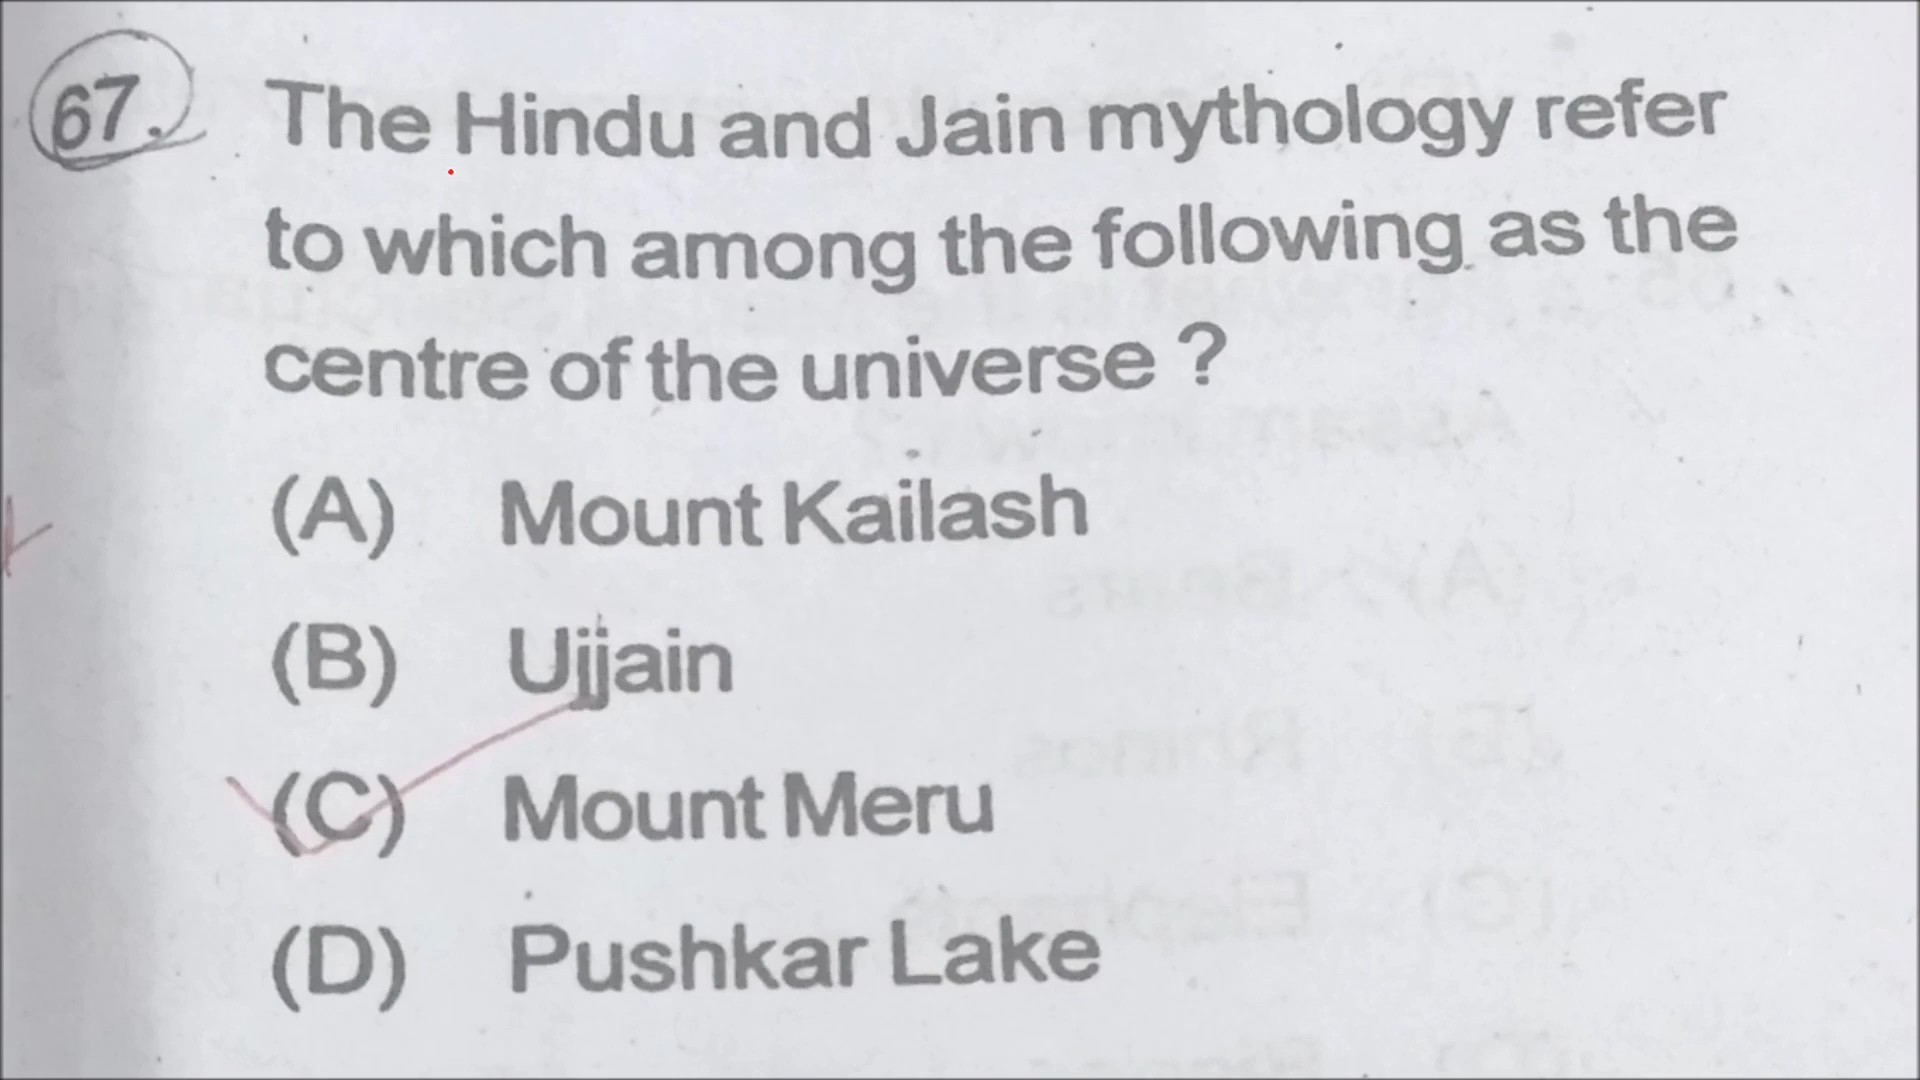 67. The Hindu and Jain mythology refer
to which among the following as the
centre of the universe ?
(A) Mount Kailash
(B) Ujjain
(C) Mount Meru
(D) Pushkar Lake